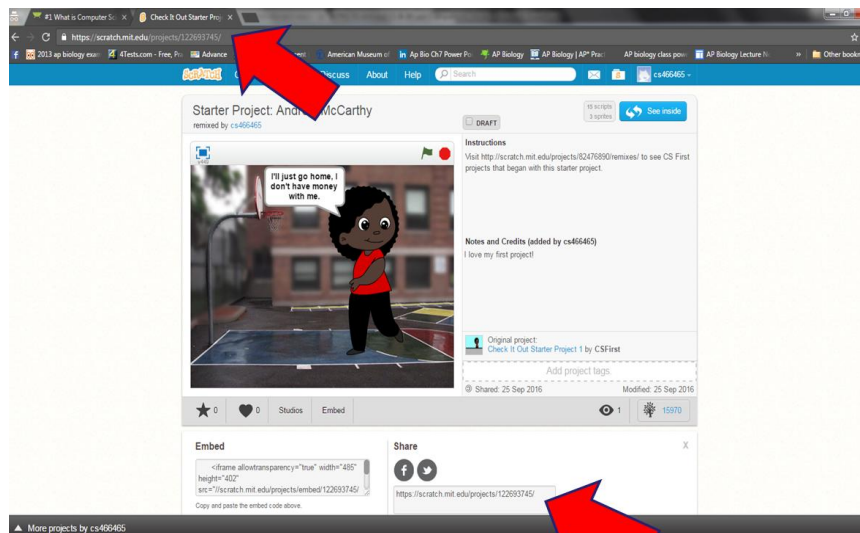 #1 What is Computer Sc
Check It Out Starter Proj
https://scratch.mit.edu/projects/122693745/
2013 ap biology exam
4Tests.com - Free, Pra
Advance
American Museum of
Ap Bio Ch7 Power Po
AP Biology
AP Biology | AP* Pract
AP biology class pow
AP Biology Lecture N
»
Other bookm
SCRATCH
Discuss
About
Help
Search
cs466465
Starter Project: Andre McCarthy
remixed by cs466465
DRAFT
15 scripts
3 sprites
See inside
v442
I'll just go home, I
don't have money
with me.
Instructions
Visit http://scratch.mit.edu/projects/82476890/remixes/ to see CS First
projects that began with this starter project.
Notes and Credits (added by cs466465)
I love my first project!
Original project:
Check It Out Starter Project 1 by CSFirst
Add project tags.
© Shared: 25 Sep 2016 Modified: 25 Sep 2016
0
0
Studios
Embed
1
15970
Embed
<iframe allowtransparency="true" width="485"
height="402"
src="//scratch.mit.edu/projects/embed/122693745/
Copy and paste the embed code above.
Share
X
https://scratch.mit.edu/projects/122693745/
More projects by cs466465